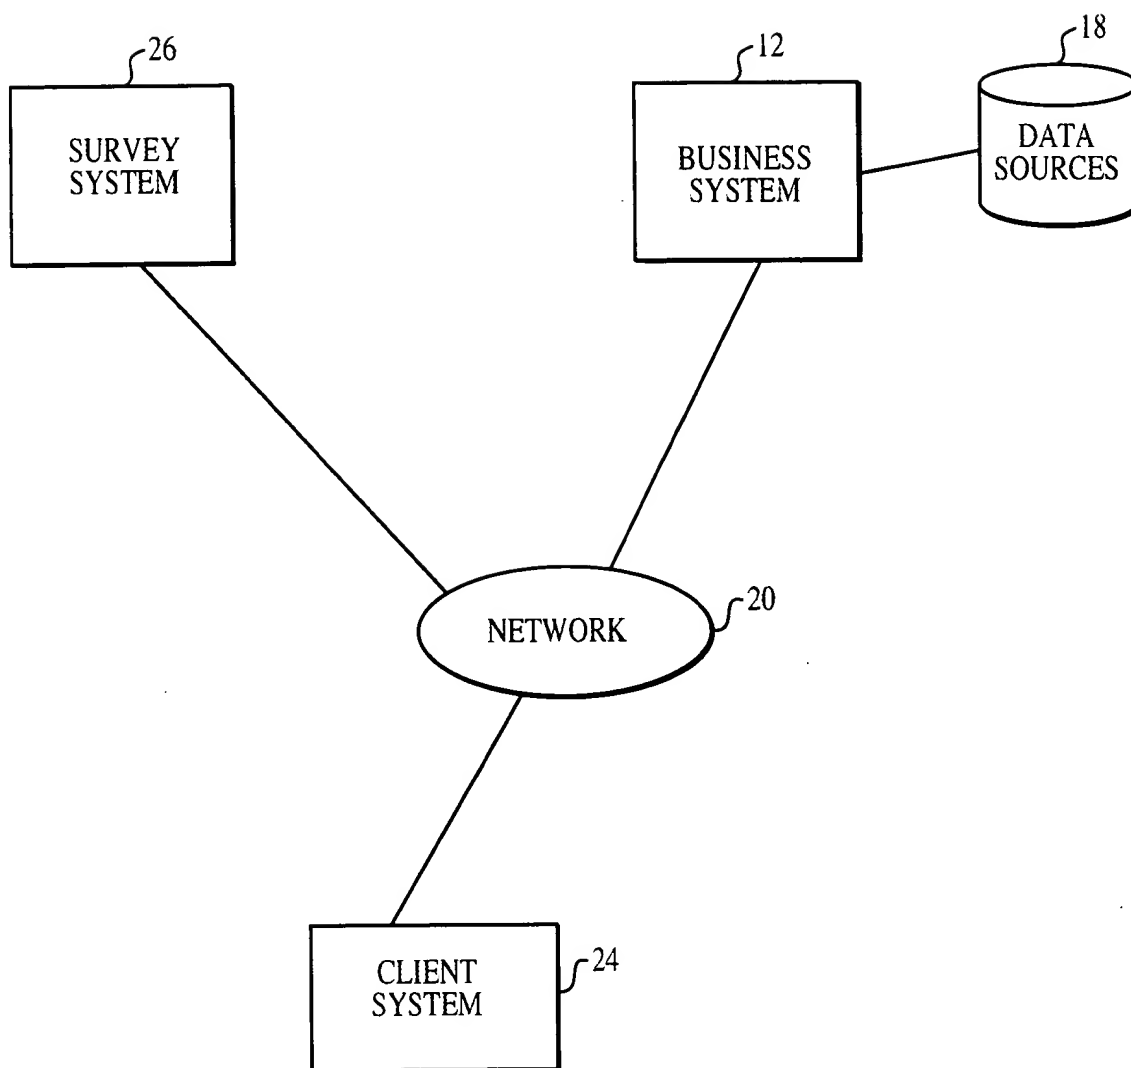 26
SURVEY
SYSTEM
12
BUSINESS
SYSTEM
18
DATA
SOURCES
NETWORK
20
CLIENT
SYSTEM
24